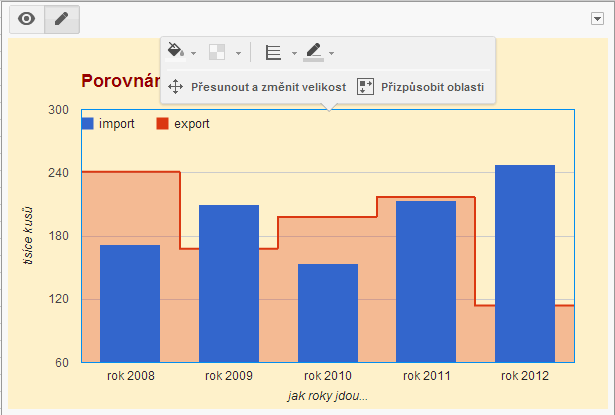 Porovnán
Přesunout a změnit velikost Přizpůsobit oblasti
300
import export
240
180
120
60
tisíce kusů
rok 2008 rok 2009 rok 2010 rok 2011 rok 2012
jak roky jdou...